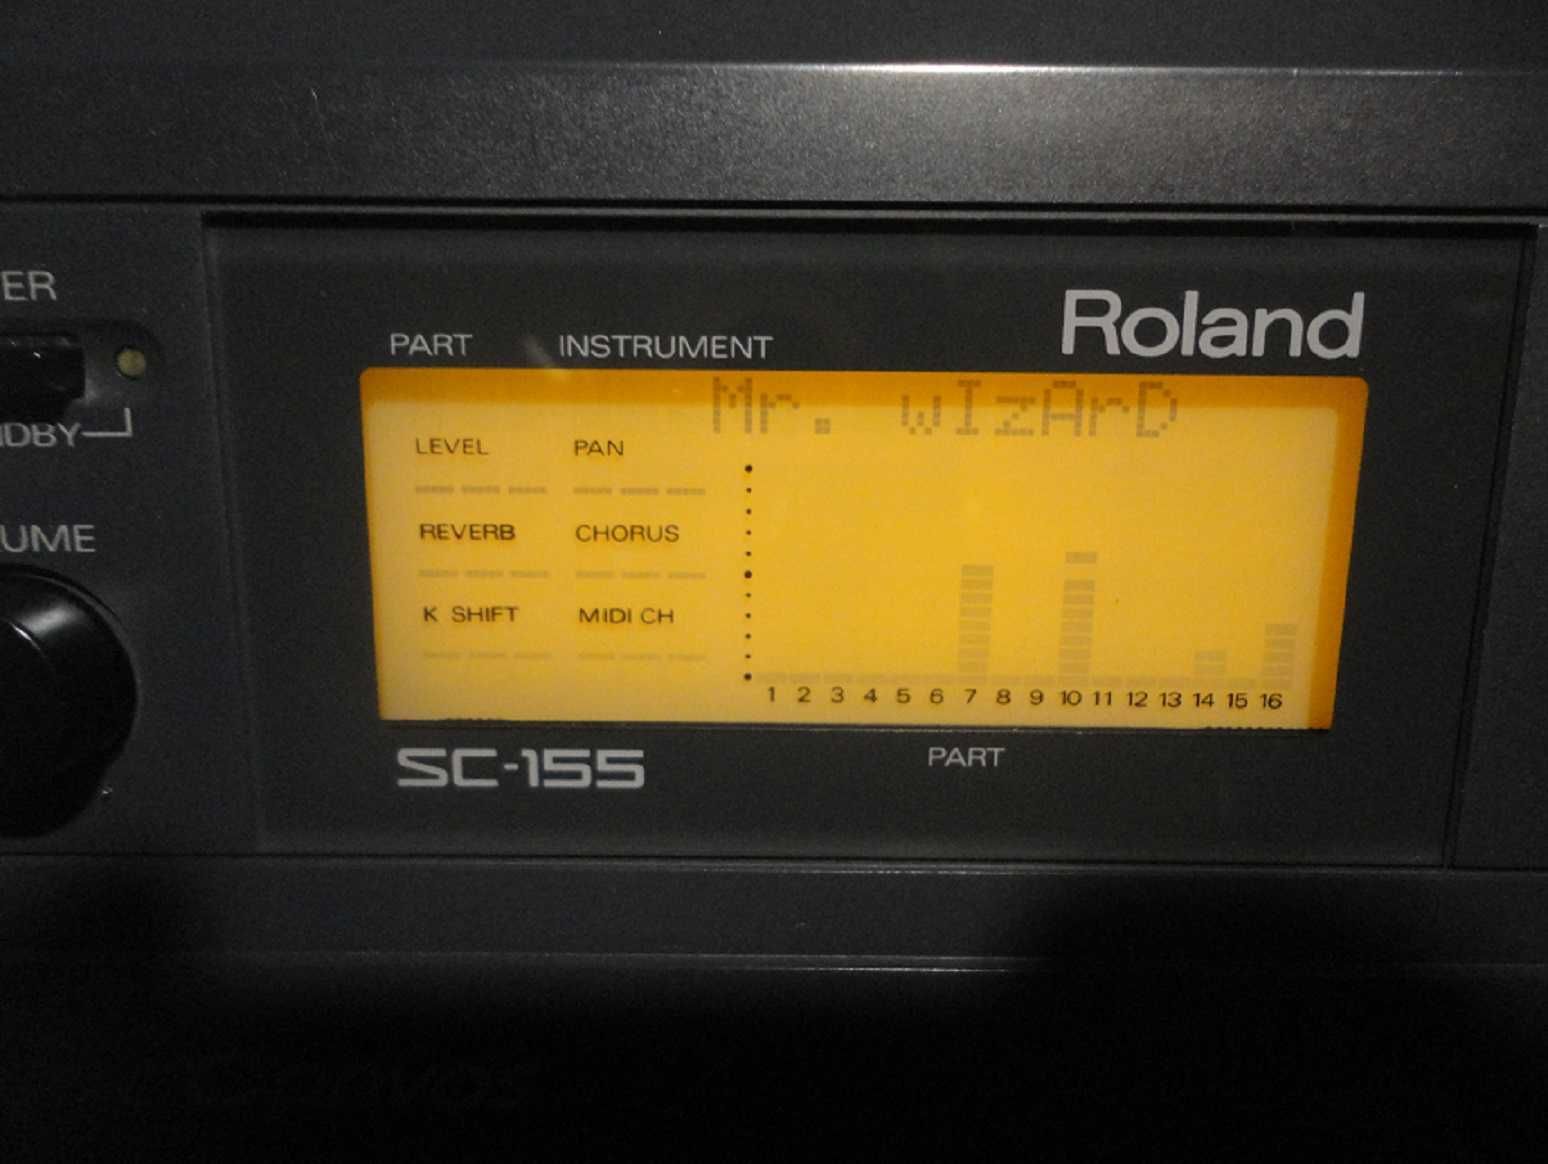 ER
Roland
PART INSTRUMENT
Mr. wIzArD
NDBY
LEVEL PAN
--- ---
UME
REVERB CHORUS
--- ---
K SHIFT MIDI CH
--- ---
1 2 3 4 5 6 7 8 9 10 11 12 13 14 15 16
SC-155
PART